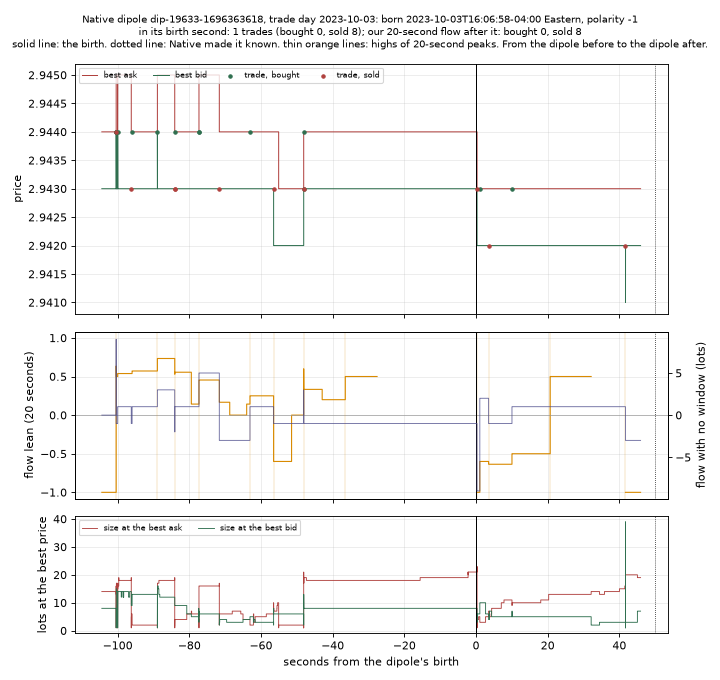 Native dipole dip-19633-1696363618, trade day 2023-10-03: born 2023-10-03T16:06:58-04:00 Eastern, polarity -1
in its birth second: 1 trades (bought 0, sold 8); our 20-second flow after it: bought 0, sold 8
solid line: the birth. dotted line: Native made it known. thin orange lines: highs of 20-second peaks. From the dipole before to the dipole after.
best ask best bid trade, bought trade, sold
2.9450
2.9445
2.9440
2.9435
2.9430
2.9425
2.9420
2.9415
2.9410
price
1.0
0.5
0.0
−0.5
−1.0
flow lean (20 seconds)
5
0
−5
flow with no window (lots)
size at the best ask size at the best bid
40
30
20
10
0
lots at the best price
−100 −80 −60 −40 −20 0 20 40
seconds from the dipole's birth